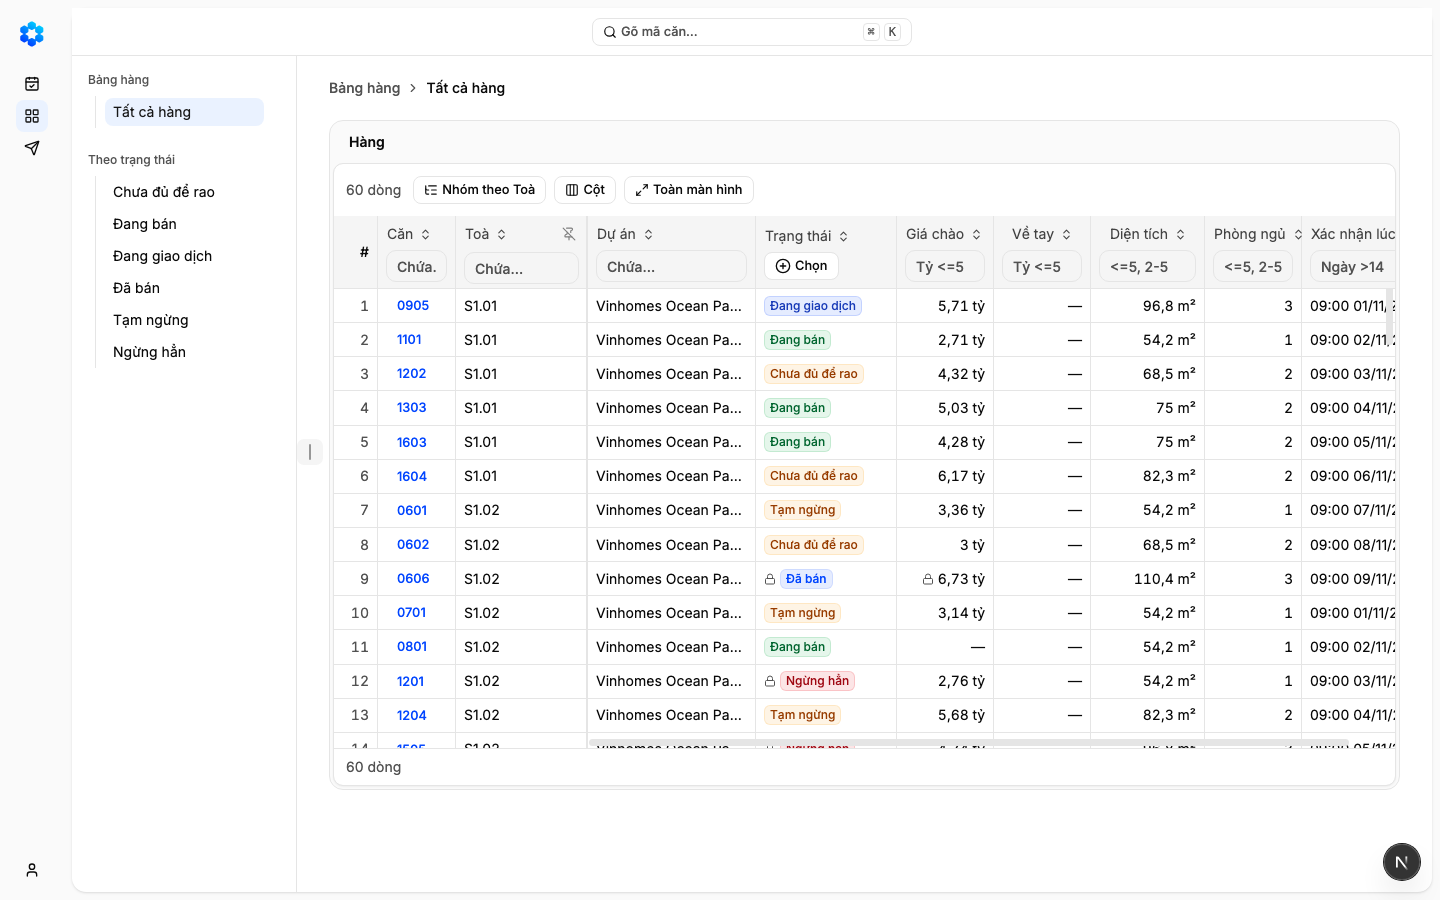 Gõ mã căn... ⌘ K
Bảng hàng
Tất cả hàng
Theo trạng thái
Chưa đủ để rao
Đang bán
Đang giao dịch
Đã bán
Tạm ngừng
Ngừng hẳn
Bảng hàng > Tất cả hàng
Hàng
60 dòng Nhóm theo Toà Cột Toàn màn hình
# Căn Toà Dự án Trạng thái Giá chào Về tay Diện tích Phòng ngủ Xác nhận lúc
Chứa. Chứa... Chứa... Chọn Tỷ <=5 Tỷ <=5 <=5, 2-5 <=5, 2-5 Ngày >14
1 0905 S1.01 Vinhomes Ocean Pa... Đang giao dịch 5,71 tỷ — 96,8 m² 3 09:00 01/11/
2 1101 S1.01 Vinhomes Ocean Pa... Đang bán 2,71 tỷ — 54,2 m² 1 09:00 02/11/
3 1202 S1.01 Vinhomes Ocean Pa... Chưa đủ để rao 4,32 tỷ — 68,5 m² 2 09:00 03/11/
4 1303 S1.01 Vinhomes Ocean Pa... Đang bán 5,03 tỷ — 75 m² 2 09:00 04/11/
5 1603 S1.01 Vinhomes Ocean Pa... Đang bán 4,28 tỷ — 75 m² 2 09:00 05/11/
6 1604 S1.01 Vinhomes Ocean Pa... Chưa đủ để rao 6,17 tỷ — 82,3 m² 2 09:00 06/11/
7 0601 S1.02 Vinhomes Ocean Pa... Tạm ngừng 3,36 tỷ — 54,2 m² 1 09:00 07/11/
8 0602 S1.02 Vinhomes Ocean Pa... Chưa đủ để rao 3 tỷ — 68,5 m² 2 09:00 08/11/
9 0606 S1.02 Vinhomes Ocean Pa... Đã bán 6,73 tỷ — 110,4 m² 3 09:00 09/11/
10 0701 S1.02 Vinhomes Ocean Pa... Tạm ngừng 3,14 tỷ — 54,2 m² 1 09:00 01/11/
11 0801 S1.02 Vinhomes Ocean Pa... Đang bán — — 54,2 m² 1 09:00 02/11/
12 1201 S1.02 Vinhomes Ocean Pa... Ngừng hẳn 2,76 tỷ — 54,2 m² 1 09:00 03/11/
13 1204 S1.02 Vinhomes Ocean Pa... Tạm ngừng 5,68 tỷ — 82,3 m² 2 09:00 04/11/
60 dòng
N